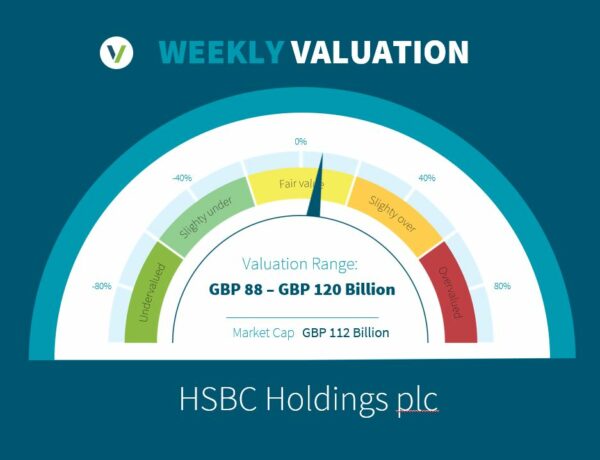 WEEKLY VALUATION
0%
-40%
40%
-80%
80%
Undervalued
Slighty under
Fair value
Slighty over
Overvalued
Valuation Range:
GBP 88 – GBP 120 Billion
Market Cap GBP 112 Billion
HSBC Holdings plc